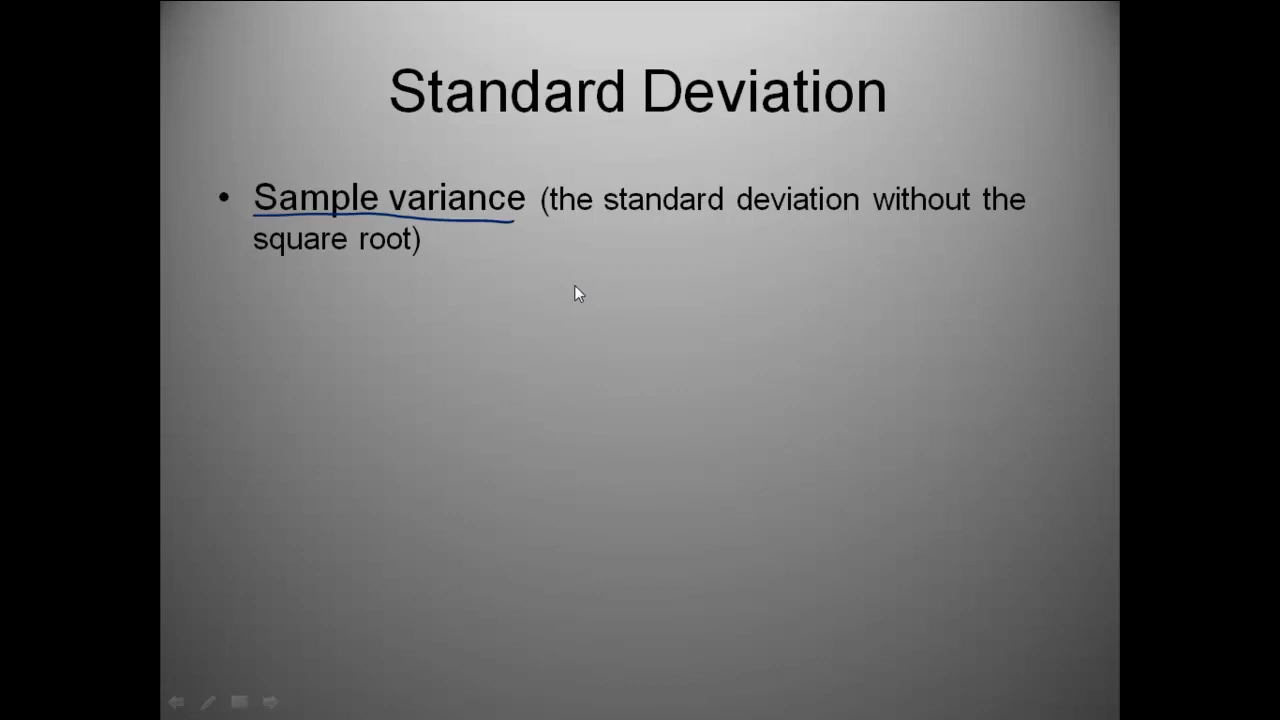 Standard Deviation
• Sample variance (the standard deviation without the
square root)